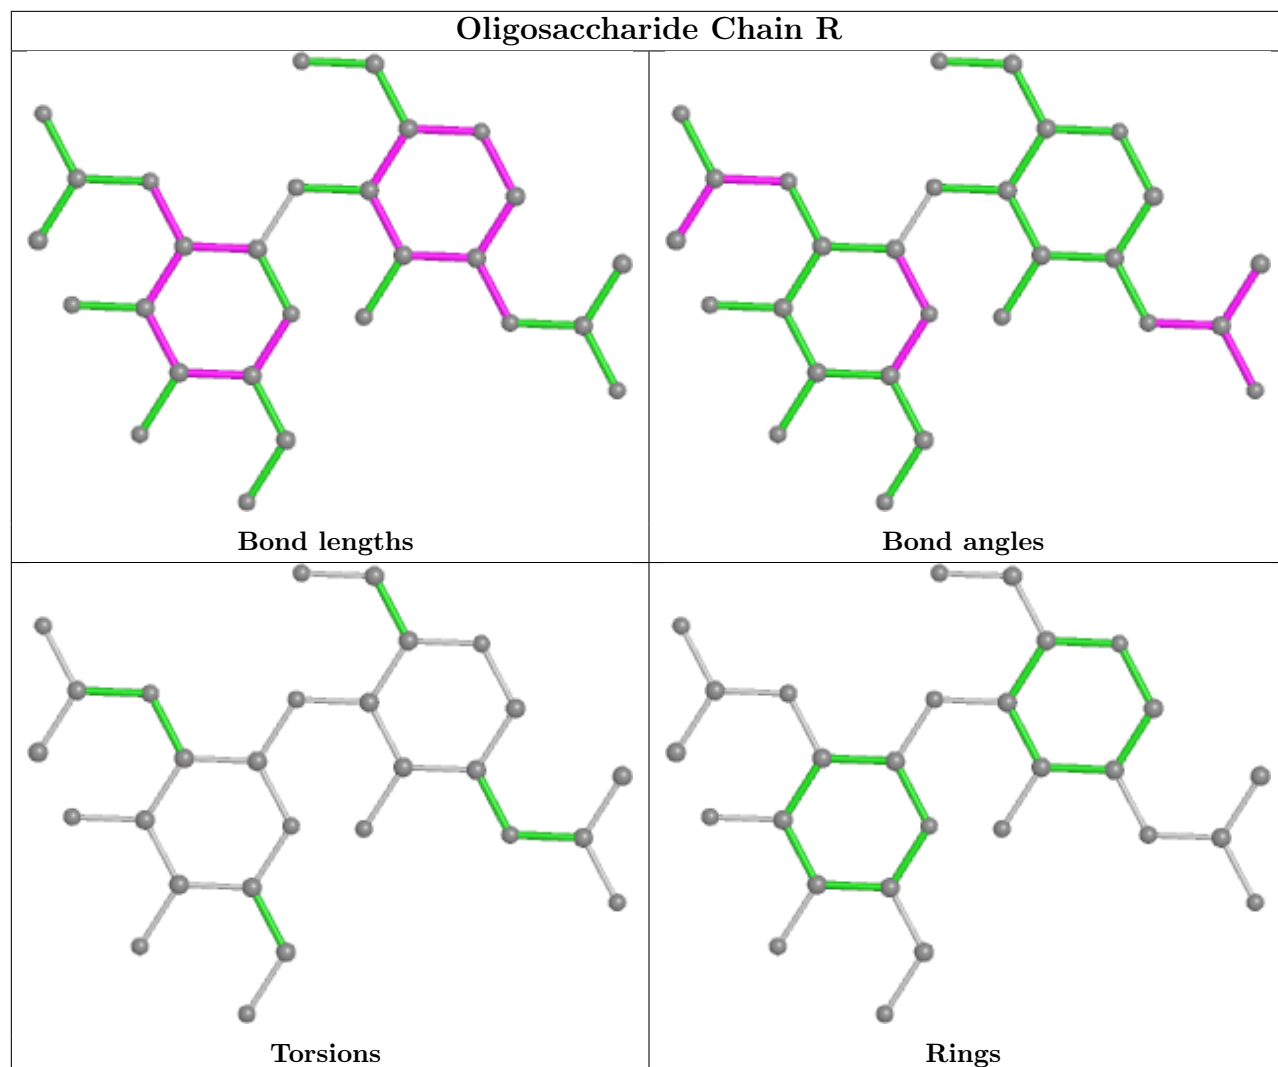 Oligosaccharide Chain R
Bond lengths
Bond angles
Torsions
Rings